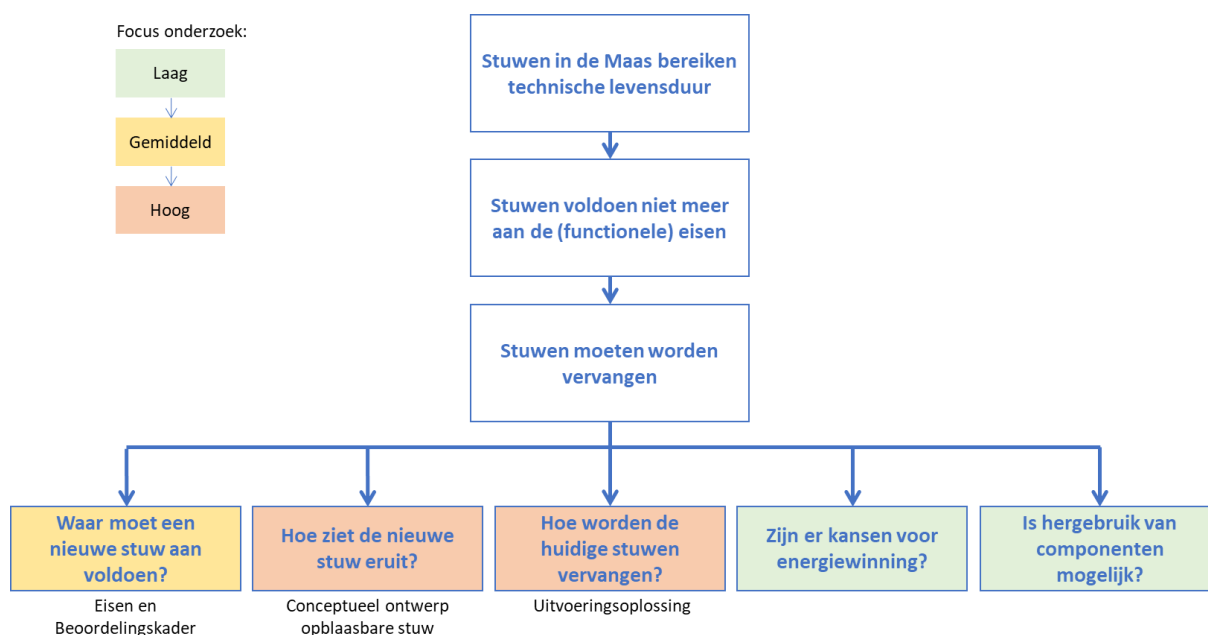 Focus onderzoek:
Laag
Gemiddeld
Hoog
Stuwen in de Maas bereiken
technische levensduur
Stuwen voldoen niet meer
aan de (functionele) eisen
Stuwen moeten worden
vervangen
Waar moet een
nieuwe stuw aan
voldoen?
Eisen en
Beoordelingskader
Hoe ziet de nieuwe
stuw eruit?
Conceptueel ontwerp
opblaasbare stuw
Hoe worden de
huidige stuwen
vervangen?
Uitvoeringsoplossing
Zijn er kansen voor
energiewinning?
Is hergebruik van
componenten
mogelijk?